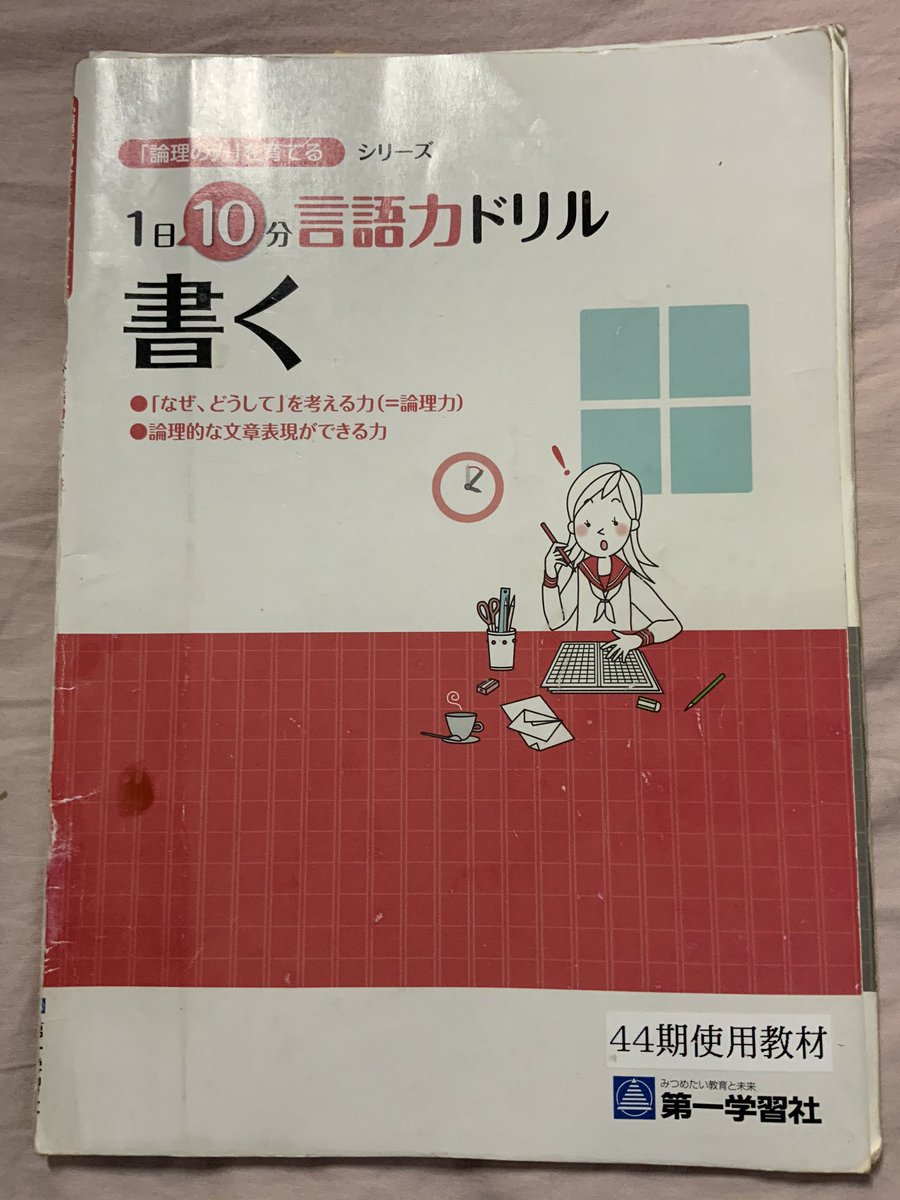 「論理の力」を育てる シリーズ
1日10分言語力ドリル
書く
●「なぜ、どうして」を考える力(=論理力)
●論理的な文章表現ができる力
!
44期使用教材
みつめたい教育と未来
第一学習社